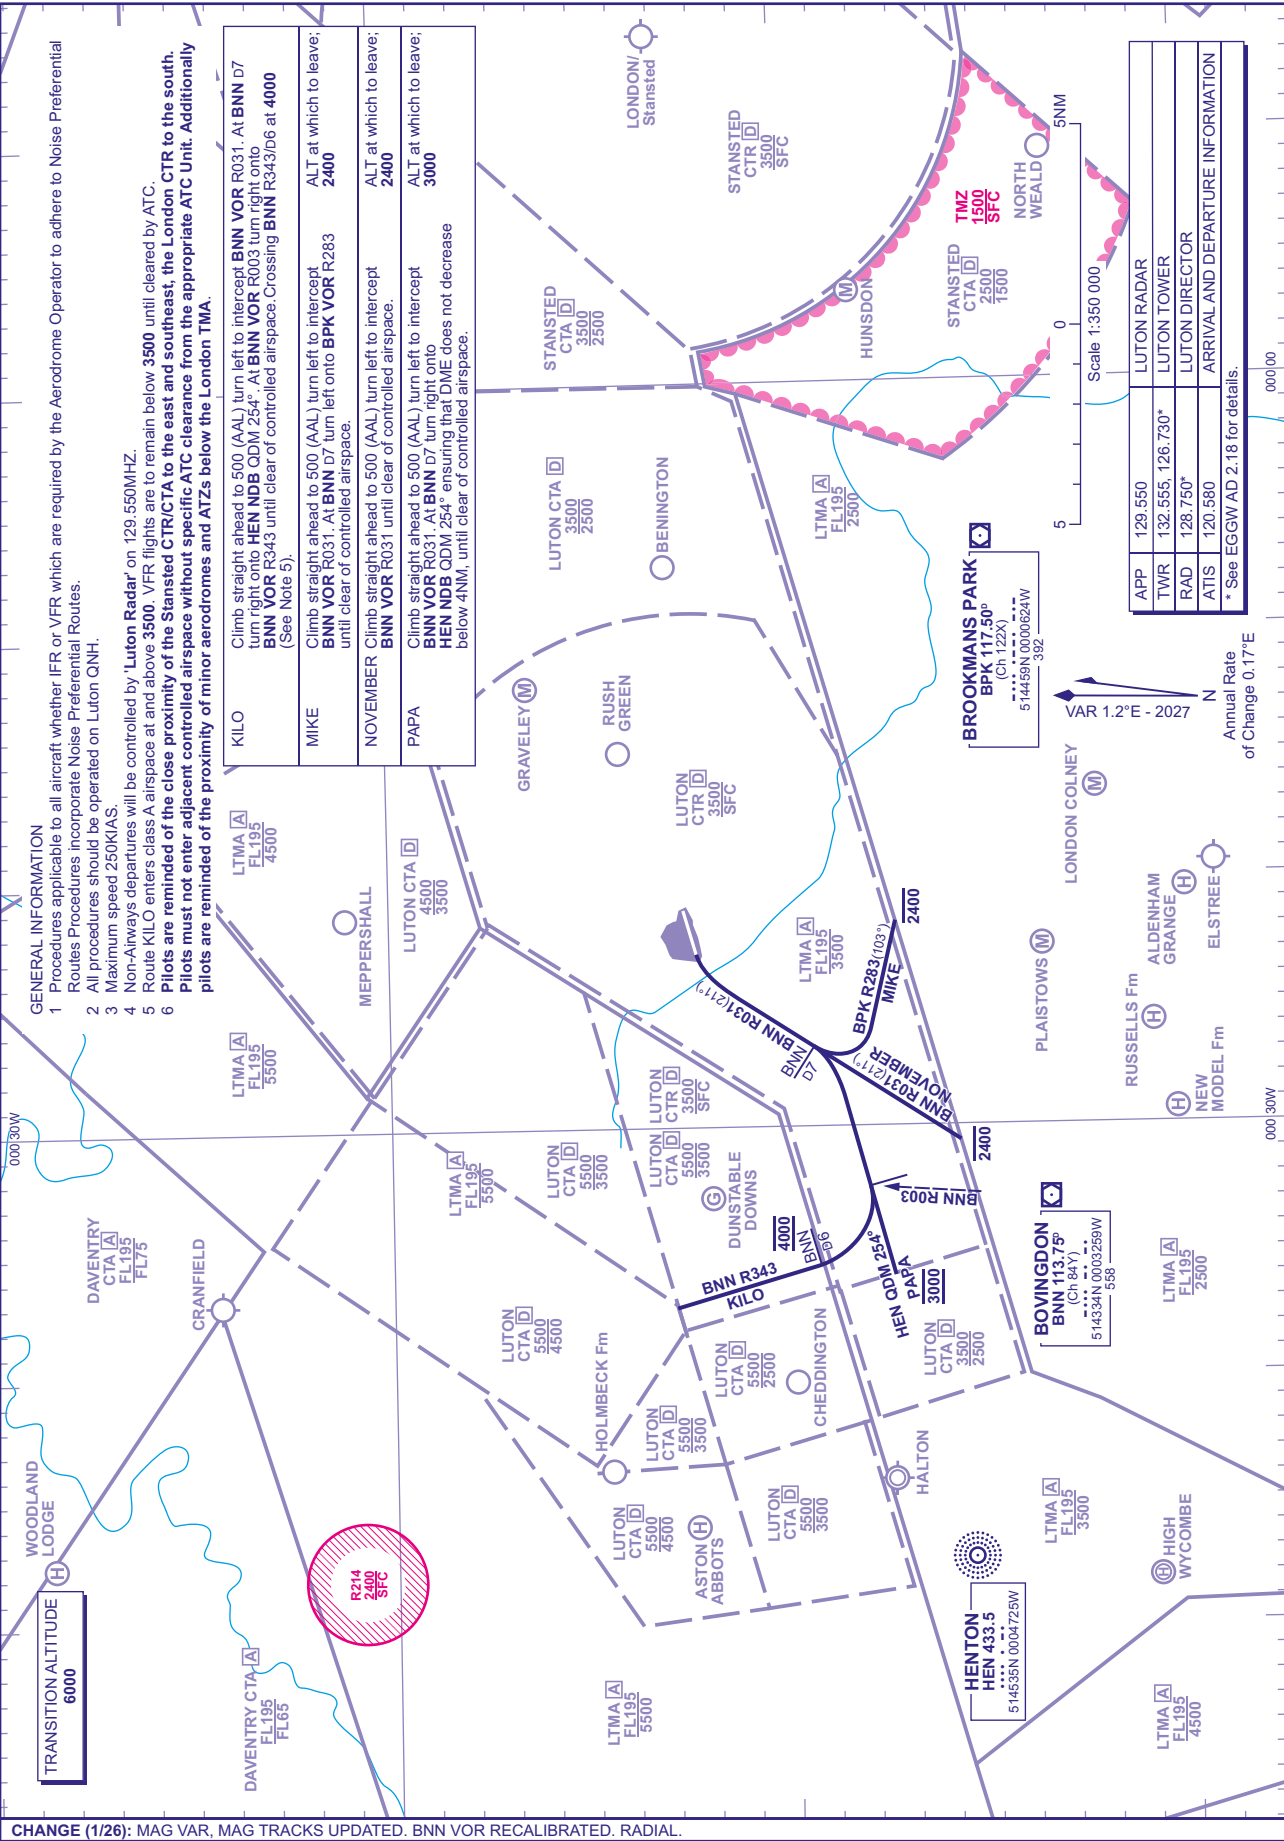 GENERAL INFORMATION
1 Procedures applicable to all aircraft whether IFR or VFR which are required by the Aerodrome Operator to adhere to Noise Preferential
Routes Procedures incorporate Noise Preferential Routes.
2 All procedures should be operated on Luton QNH.
3 Maximum speed 250KIAS.
4 Non-Airways departures will be controlled by 'Luton Radar' on 129.550MHZ.
5 Route KILO enters class A airspace at and above 3500. VFR flights are to remain below 3500 until cleared by ATC.
6 Pilots are reminded of the close proximity of the Stansted CTR/CTA to the east and southeast, the London CTR to the south.
Pilots must not enter adjacent controlled airspace without specific ATC clearance from the appropriate ATC Unit. Additionally
pilots are reminded of the proximity of minor aerodromes and ATZs below the London TMA.
KILO Climb straight ahead to 500 (AAL) turn left to intercept BNN VOR R031. At BNN D7
turn right onto HEN NDB QDM 254°. At BNN VOR R003 turn right onto
BNN VOR R343 until clear of controlled airspace.Crossing BNN R343/D6 at 4000
(See Note 5).
MIKE Climb straight ahead to 500 (AAL) turn left to intercept ALT at which to leave;
BNN VOR R031. At BNN D7 turn left onto BPK VOR R283 2400
until clear of controlled airspace.
NOVEMBER Climb straight ahead to 500 (AAL) turn left to intercept ALT at which to leave;
BNN VOR R031 until clear of controlled airspace. 2400
PAPA Climb straight ahead to 500 (AAL) turn left to intercept ALT at which to leave;
BNN VOR R031. At BNN D7 turn right onto 3000
HEN NDB QDM 254° ensuring that DME does not decrease
below 4NM, until clear of controlled airspace.
TRANSITION ALTITUDE
6000
WOODLAND
LODGE
H
000 30W
DAVENTRY
CTA A
FL195
FL75
CRANFIELD
DAVENTRY CTA A
FL195
FL65
R214
2400
SFC
LTMA A
FL195
5500
LTMA A
FL195
4500
MEPPERSHALL
LUTON CTA D
4500
3500
LTMA A
FL195
5500
LUTON
CTA D
5500
3500
LUTON
CTA D
5500
4500
HOLMBECK Fm
LUTON
CTA D
5500
3500
LUTON
CTA D
5500
4500
ASTON
ABBOTS
H
LUTON
CTA D
5500
3500
LTMA A
FL195
5500
LUTON
CTR D
3500
SFC
LUTON
CTA D
5500
3500
G
DUNSTABLE
DOWNS
LUTON
CTA D
5500
2500
CHEDDINGTON
HALTON
LUTON
CTA D
3500
2500
GRAVELEY M
RUSH
GREEN
LUTON
CTR D
3500
SFC
LUTON CTA D
3500
2500
BENINGTON
STANSTED
CTA D
3500
2500
LONDON/
Stansted
STANSTED
CTR D
3500
SFC
TMZ
1500
SFC
NORTH
WEALD
STANSTED
CTA D
2500
1500
M
HUNSDON
LTMA A
FL195
2500
LTMA A
FL195
3500
BNN R031(211°)
BNN
D7
BPK R283(103°)
MIKE
2400
BNN R031(211°)
NOVEMBER
2400
BNN R003
HEN QDM 254°
PAPA
3000
4000
BNN
D6
BNN R343
KILO
BROOKMANS PARK
BPK 117.50D
(Ch 122X)
514459N 0000624W
392
BOVINGDON
BNN 113.75D
(Ch 84Y)
514334N 0003259W
558
HENTON
HEN 433.5
514535N 0004725W
LTMA A
FL195
3500
H
HIGH
WYCOMBE
LTMA A
FL195
4500
LTMA A
FL195
2500
PLAISTOWS M
LONDON COLNEY
M
RUSSELLS Fm
H
ALDENHAM
GRANGE
H
ELSTREE
H
NEW
MODEL Fm
000 30W
000 00
VAR 1.2°E - 2027
N
Annual Rate
of Change 0.17°E
5 0 5NM
Scale 1:350 000
APP 129.550 LUTON RADAR
TWR 132.555, 126.730* LUTON TOWER
RAD 128.750* LUTON DIRECTOR
ATIS 120.580 ARRIVAL AND DEPARTURE INFORMATION
* See EGGW AD 2.18 for details.
CHANGE (1/26): MAG VAR, MAG TRACKS UPDATED. BNN VOR RECALIBRATED. RADIAL.